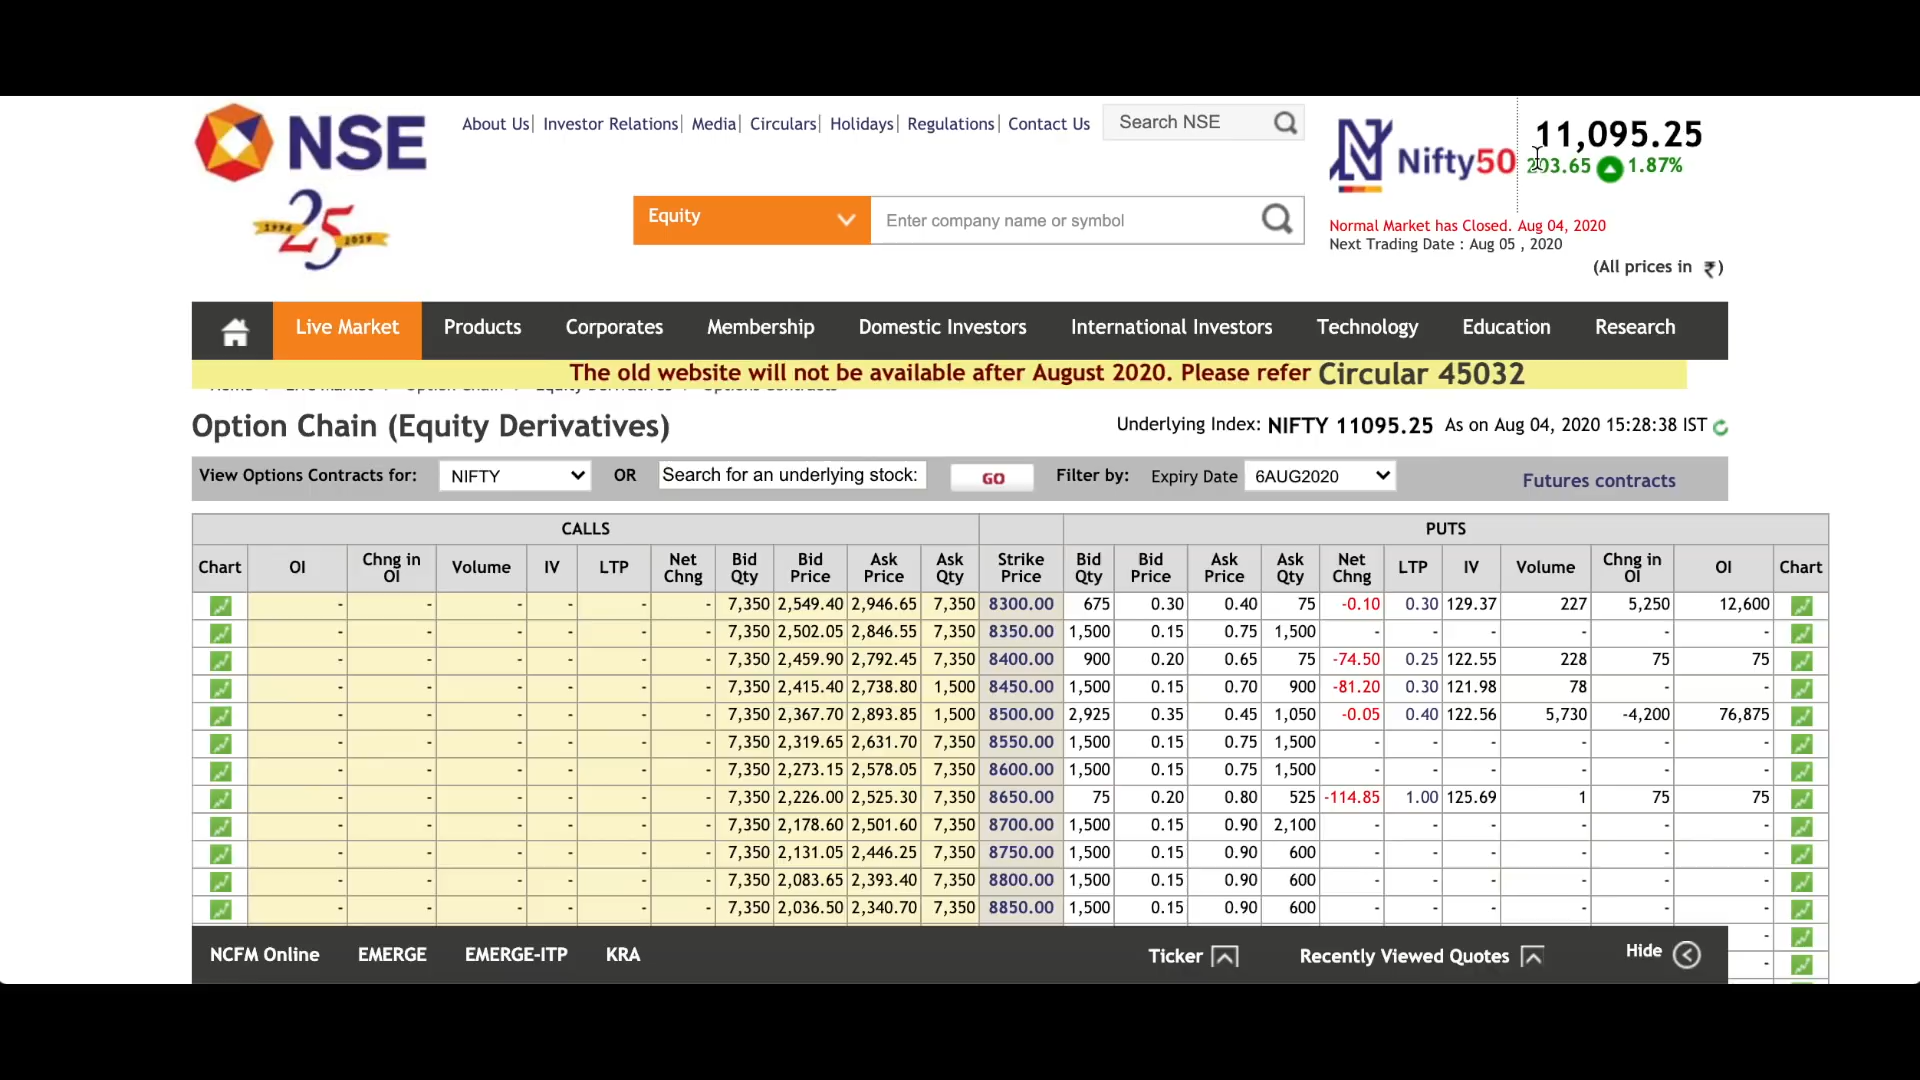 NSE
1994 25 2019
About Us| Investor Relations| Media| Circulars| Holidays| Regulations| Contact Us
Search NSE
Equity
Enter company name or symbol
Nifty50
11,095.25
203.65 1.87%
Normal Market has Closed. Aug 04, 2020
Next Trading Date : Aug 05 , 2020
(All prices in ₹)
Live Market Products Corporates Membership Domestic Investors International Investors Technology Education Research
The old website will not be available after August 2020. Please refer Circular 45032
Option Chain (Equity Derivatives)
Underlying Index: NIFTY 11095.25 As on Aug 04, 2020 15:28:38 IST
View Options Contracts for: NIFTY OR Search for an underlying stock: GO Filter by: Expiry Date 6AUG2020 Futures contracts
CALLS PUTS
Chart OI Chng in OI Volume IV LTP Net Chng Bid Qty Bid Price Ask Price Ask Qty Strike Price Bid Qty Bid Price Ask Price Ask Qty Net Chng LTP IV Volume Chng in OI OI Chart
- - - - - - 7,350 2,549.40 2,946.65 7,350 8300.00 675 0.30 0.40 75 -0.10 0.30 129.37 227 5,250 12,600
- - - - - - 7,350 2,502.05 2,846.55 7,350 8350.00 1,500 0.15 0.75 1,500 - - - - - -
- - - - - - 7,350 2,459.90 2,792.45 7,350 8400.00 900 0.20 0.65 75 -74.50 0.25 122.55 228 75 75
- - - - - - 7,350 2,415.40 2,738.80 1,500 8450.00 1,500 0.15 0.70 900 -81.20 0.30 121.98 78 - -
- - - - - - 7,350 2,367.70 2,893.85 1,500 8500.00 2,925 0.35 0.45 1,050 -0.05 0.40 122.56 5,730 -4,200 76,875
- - - - - - 7,350 2,319.65 2,631.70 7,350 8550.00 1,500 0.15 0.75 1,500 - - - - - -
- - - - - - 7,350 2,273.15 2,578.05 7,350 8600.00 1,500 0.15 0.75 1,500 - - - - - -
- - - - - - 7,350 2,226.00 2,525.30 7,350 8650.00 75 0.20 0.80 525 -114.85 1.00 125.69 1 75 75
- - - - - - 7,350 2,178.60 2,501.60 7,350 8700.00 1,500 0.15 0.90 2,100 - - - - - -
- - - - - - 7,350 2,131.05 2,446.25 7,350 8750.00 1,500 0.15 0.90 600 - - - - - -
- - - - - - 7,350 2,083.65 2,393.40 7,350 8800.00 1,500 0.15 0.90 600 - - - - - -
- - - - - - 7,350 2,036.50 2,340.70 7,350 8850.00 1,500 0.15 0.90 600 - - - - - -
-
-
NCFM Online EMERGE EMERGE-ITP KRA Ticker Recently Viewed Quotes Hide